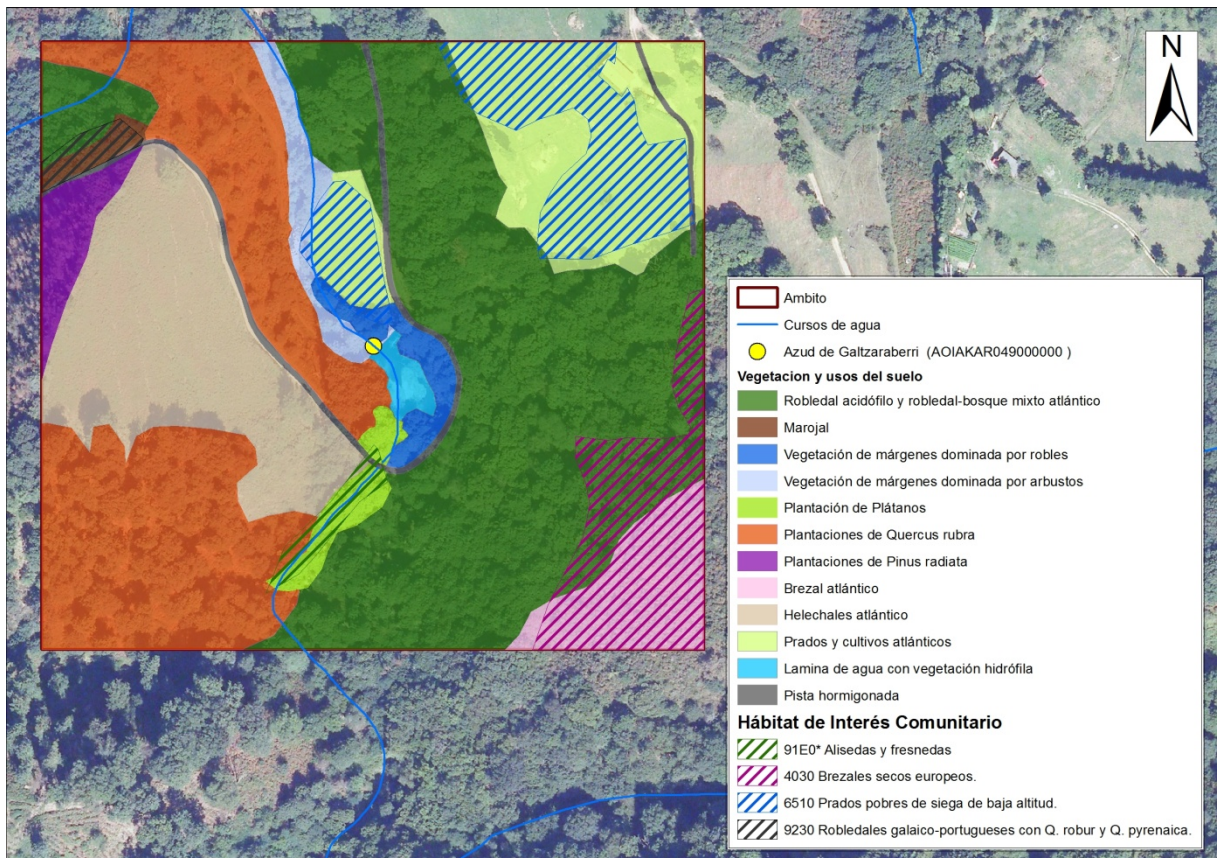 N
Ambito
Cursos de agua
Azud de Galtzaraberri (AOIAKAR049000000 )
Vegetacion y usos del suelo
Robledal acidófilo y robledal-bosque mixto atlántico
Marojal
Vegetación de márgenes dominada por robles
Vegetación de márgenes dominada por arbustos
Plantación de Plátanos
Plantaciones de Quercus rubra
Plantaciones de Pinus radiata
Brezal atlántico
Helechales atlántico
Prados y cultivos atlánticos
Lamina de agua con vegetación hidrófila
Pista hormigonada
Hábitat de Interés Comunitario
91E0* Alisedas y fresnedas
4030 Brezales secos europeos.
6510 Prados pobres de siega de baja altitud.
9230 Robledales galaico-portugueses con Q. robur y Q. pyrenaica.